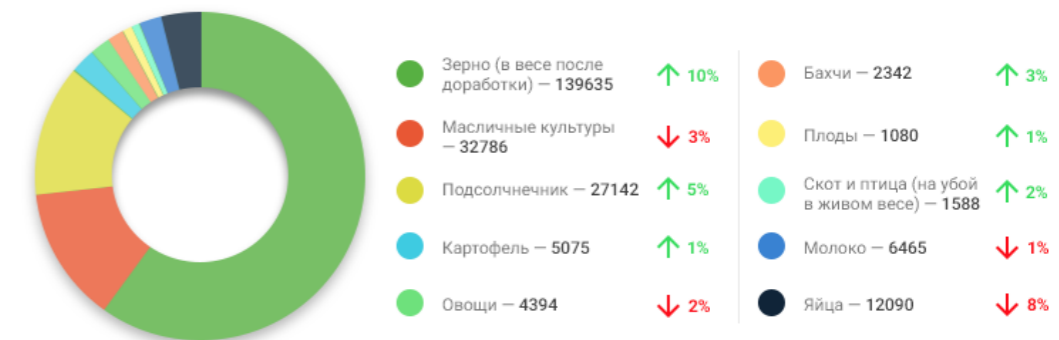 Зерно (в весе после
доработки) — 139635
10%
Масличные культуры
— 32786
3%
Подсолчнечник — 27142
5%
Картофель — 5075
1%
Овощи — 4394
2%
Бахчи — 2342
3%
Плоды — 1080
1%
Скот и птица (на убой
в живом весе) — 1588
2%
Молоко — 6465
1%
Яйца — 12090
8%